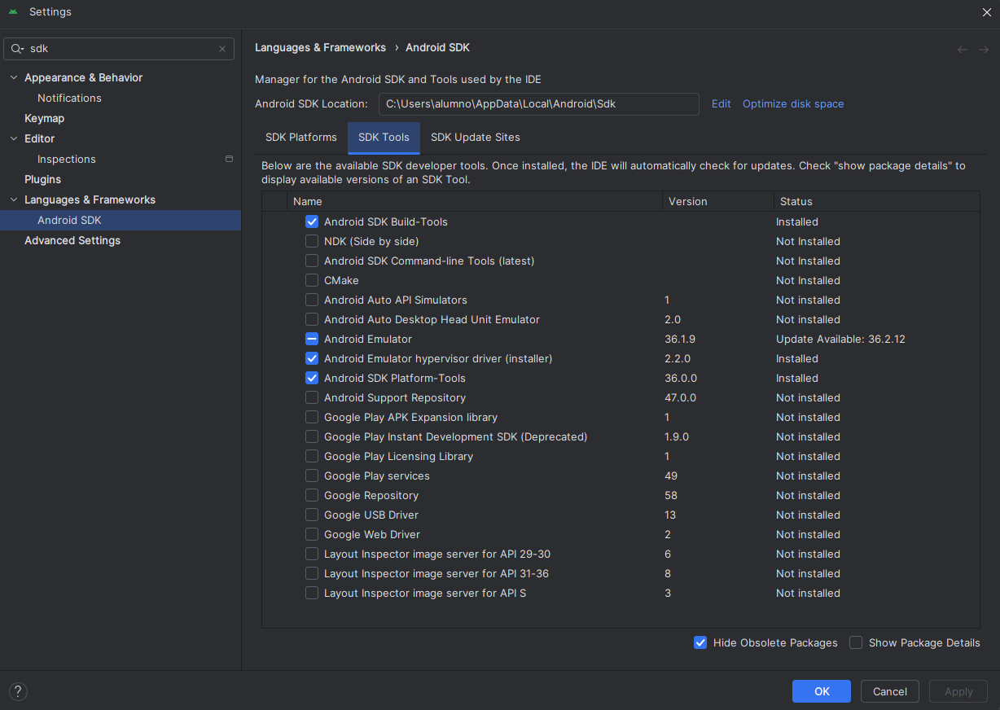 Settings
sdk
Appearance & Behavior
Notifications
Keymap
Editor
Inspections
Plugins
Languages & Frameworks
Android SDK
Advanced Settings
Languages & Frameworks › Android SDK
Manager for the Android SDK and Tools used by the IDE
Android SDK Location: C:\Users\alumno\AppData\Local\Android\Sdk Edit Optimize disk space
SDK Platforms SDK Tools SDK Update Sites
Below are the available SDK developer tools. Once installed, the IDE will automatically check for updates. Check "show package details" to
display available versions of an SDK Tool.
Name Version Status
Android SDK Build-Tools Installed
NDK (Side by side) Not Installed
Android SDK Command-line Tools (latest) Not Installed
CMake Not Installed
Android Auto API Simulators 1 Not installed
Android Auto Desktop Head Unit Emulator 2.0 Not installed
Android Emulator 36.1.9 Update Available: 36.2.12
Android Emulator hypervisor driver (installer) 2.2.0 Installed
Android SDK Platform-Tools 36.0.0 Installed
Android Support Repository 47.0.0 Not installed
Google Play APK Expansion library 1 Not installed
Google Play Instant Development SDK (Deprecated) 1.9.0 Not installed
Google Play Licensing Library 1 Not installed
Google Play services 49 Not installed
Google Repository 58 Not installed
Google USB Driver 13 Not installed
Google Web Driver 2 Not installed
Layout Inspector image server for API 29-30 6 Not installed
Layout Inspector image server for API 31-36 8 Not installed
Layout Inspector image server for API S 3 Not installed
Hide Obsolete Packages Show Package Details
? OK Cancel Apply